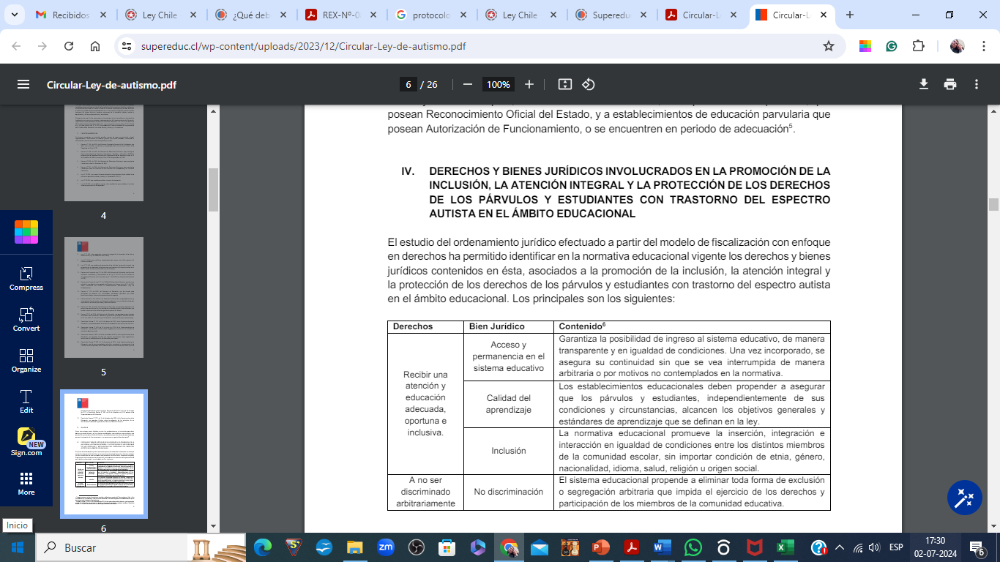 Recibidos
Ley Chile
¿Qué deb
REX-Nº-0
protocolo
Ley Chile
Superedu
Circular-L
Circular-L
supereduc.cl/wp-content/uploads/2023/12/Circular-Ley-de-autismo.pdf
Circular-Ley-de-autismo.pdf
6 / 26
100%
posean Reconocimiento Oficial del Estado, y a establecimientos de educación parvularia que
posean Autorización de Funcionamiento, o se encuentren en periodo de adecuación5.
IV. DERECHOS Y BIENES JURÍDICOS INVOLUCRADOS EN LA PROMOCIÓN DE LA
INCLUSIÓN, LA ATENCIÓN INTEGRAL Y LA PROTECCIÓN DE LOS DERECHOS
DE LOS PÁRVULOS Y ESTUDIANTES CON TRASTORNO DEL ESPECTRO
AUTISTA EN EL ÁMBITO EDUCACIONAL
El estudio del ordenamiento jurídico efectuado a partir del modelo de fiscalización con enfoque
en derechos ha permitido identificar en la normativa educacional vigente los derechos y bienes
jurídicos contenidos en ésta, asociados a la promoción de la inclusión, la atención integral y
la protección de los derechos de los párvulos y estudiantes con trastorno del espectro autista
en el ámbito educacional. Los principales son los siguientes:
Derechos
Bien Jurídico
Contenido6
Recibir una
atención y
educación
adecuada,
oportuna e
inclusiva.
Acceso y
permanencia en el
sistema educativo
Garantiza la posibilidad de ingreso al sistema educativo, de manera
transparente y en igualdad de condiciones. Una vez incorporado, se
asegura su continuidad sin que se vea interrumpida de manera
arbitraria o por motivos no contemplados en la normativa.
Calidad del
aprendizaje
Los establecimientos educacionales deben propender a asegurar
que los párvulos y estudiantes, independientemente de sus
condiciones y circunstancias, alcancen los objetivos generales y
estándares de aprendizaje que se definan en la ley.
Inclusión
La normativa educacional promueve la inserción, integración e
interacción en igualdad de condiciones entre los distintos miembros
de la comunidad escolar, sin importar condición de etnia, género,
nacionalidad, idioma, salud, religión u origen social.
A no ser
discriminado
arbitrariamente
No discriminación
El sistema educacional propende a eliminar toda forma de exclusión
o segregación arbitraria que impida el ejercicio de los derechos y
participación de los miembros de la comunidad educativa.
4
5
6
Compress
Convert
Organize
Edit
NEW
Sign.com
More
Inicio
Buscar
zm
ESP
17:30
02-07-2024
6